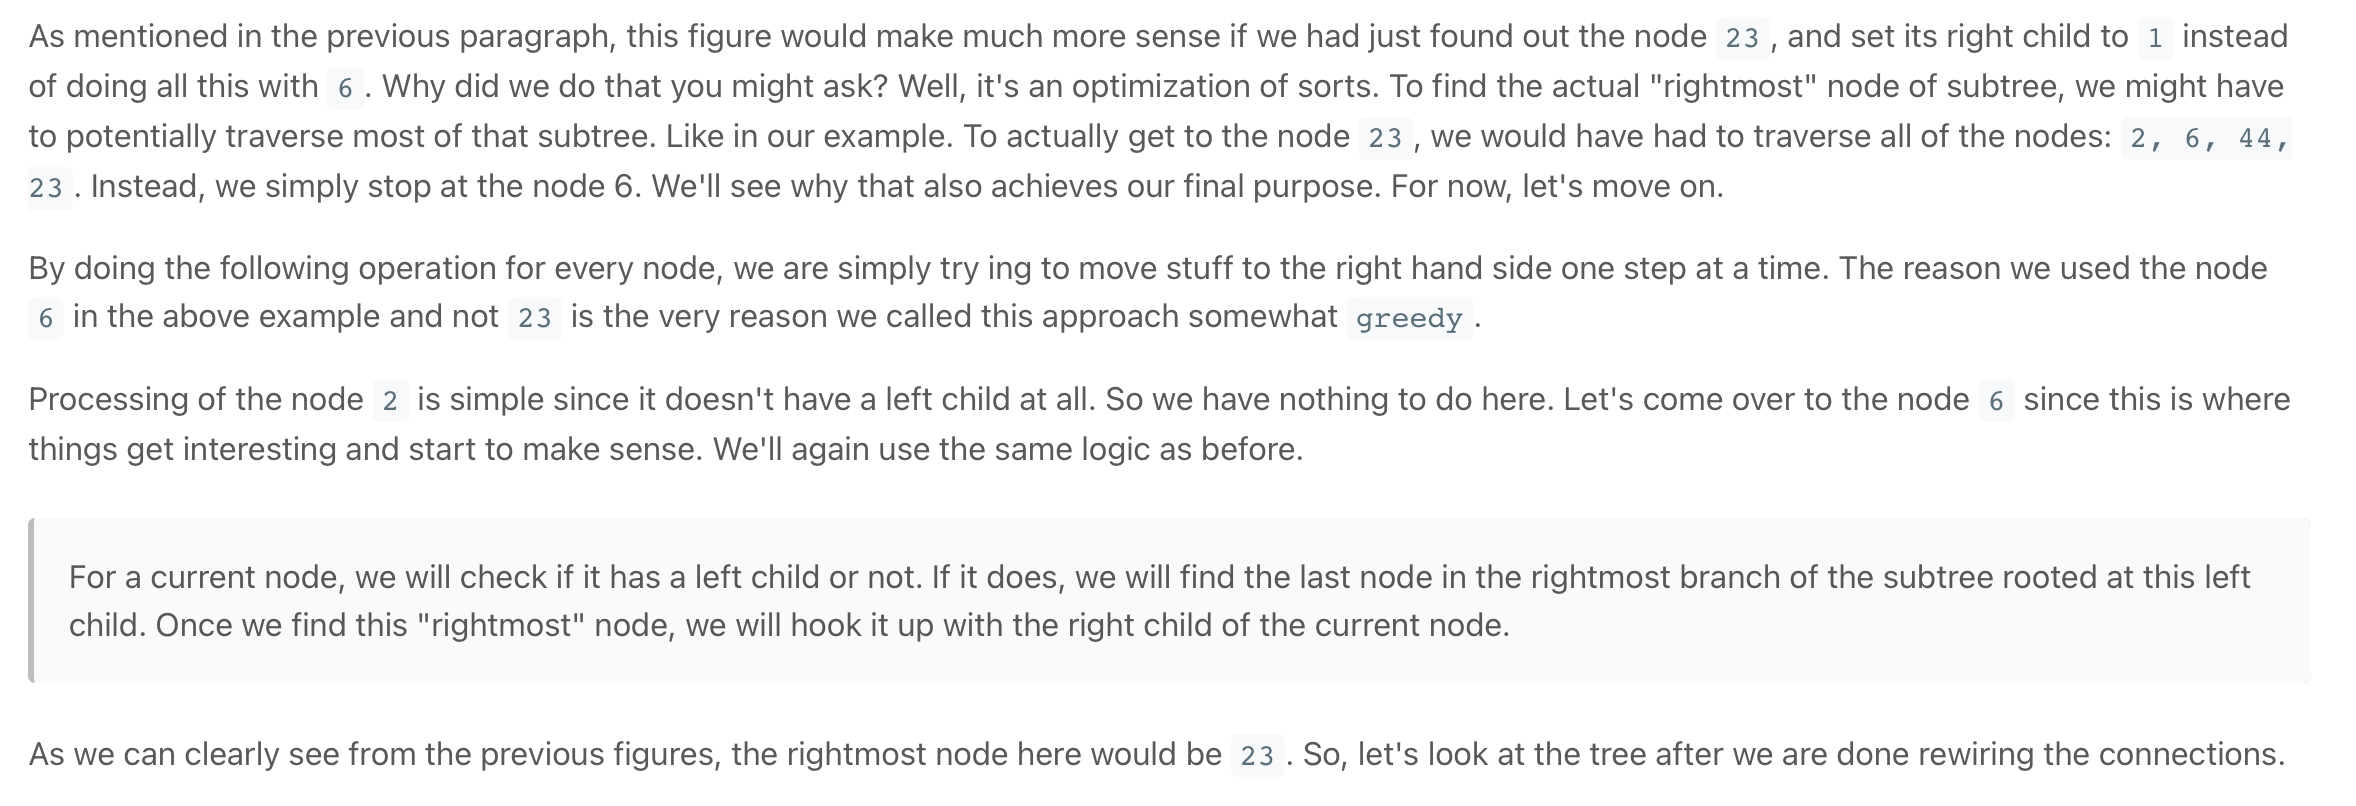 As mentioned in the previous paragraph, this figure would make much more sense if we had just found out the node 23, and set its right child to 1 instead
of doing all this with 6. Why did we do that you might ask? Well, it's an optimization of sorts. To find the actual "rightmost" node of subtree, we might have
to potentially traverse most of that subtree. Like in our example. To actually get to the node 23, we would have had to traverse all of the nodes: 2, 6, 44,
23. Instead, we simply stop at the node 6. We'll see why that also achieves our final purpose. For now, let's move on.
By doing the following operation for every node, we are simply try ing to move stuff to the right hand side one step at a time. The reason we used the node
6 in the above example and not 23 is the very reason we called this approach somewhat greedy.
Processing of the node 2 is simple since it doesn't have a left child at all. So we have nothing to do here. Let's come over to the node 6 since this is where
things get interesting and start to make sense. We'll again use the same logic as before.
For a current node, we will check if it has a left child or not. If it does, we will find the last node in the rightmost branch of the subtree rooted at this left
child. Once we find this "rightmost" node, we will hook it up with the right child of the current node.
As we can clearly see from the previous figures, the rightmost node here would be 23. So, let's look at the tree after we are done rewiring the connections.